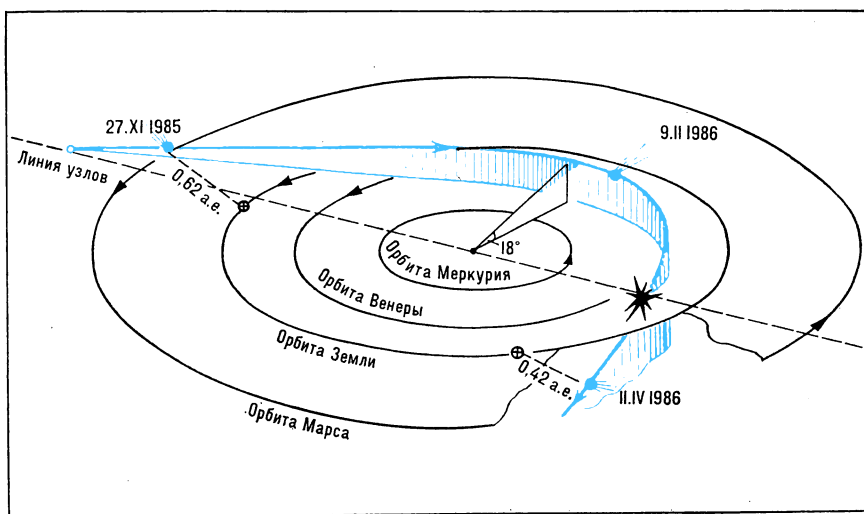 27.XI 1985
9.II 1986
Линия узлов
0,62 а.е.
18°
Орбита Меркурия
Орбита Венеры
Орбита Земли
0,42 а.е.
11.IV 1986
Орбита Марса